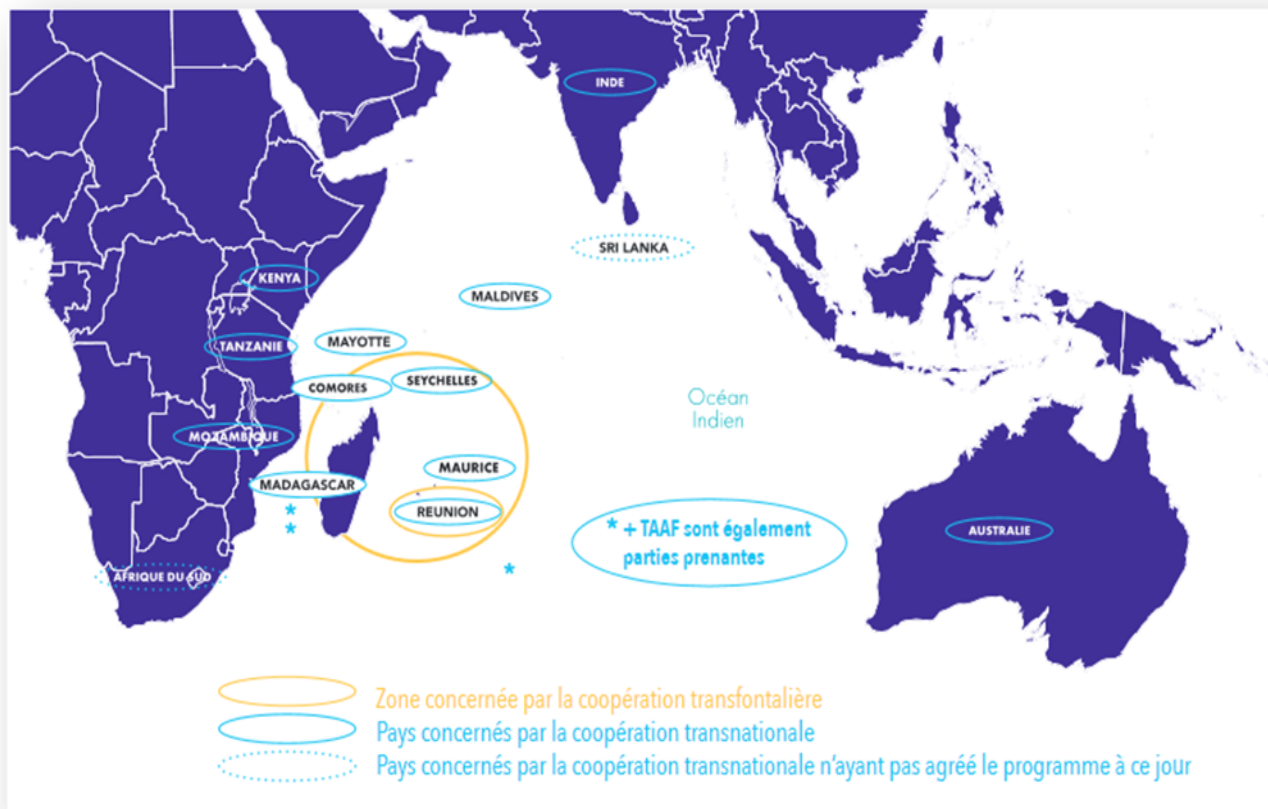 INDE
SRI LANKA
KENYA
MALDIVES
MAYOTTE
TANZANIE
COMORES
SEYCHELLES
Océan
Indien
MOZAMBIQUE
MAURICE
MADAGASCAR
REUNION
*
*
* + TAAF sont également
parties prenantes
AUSTRALIE
*
AFRIQUE DU SUD
Zone concernée par la coopération transfontalière
Pays concernés par la coopération transnationale
Pays concernés par la coopération transnationale n'ayant pas agréé le programme à ce jour